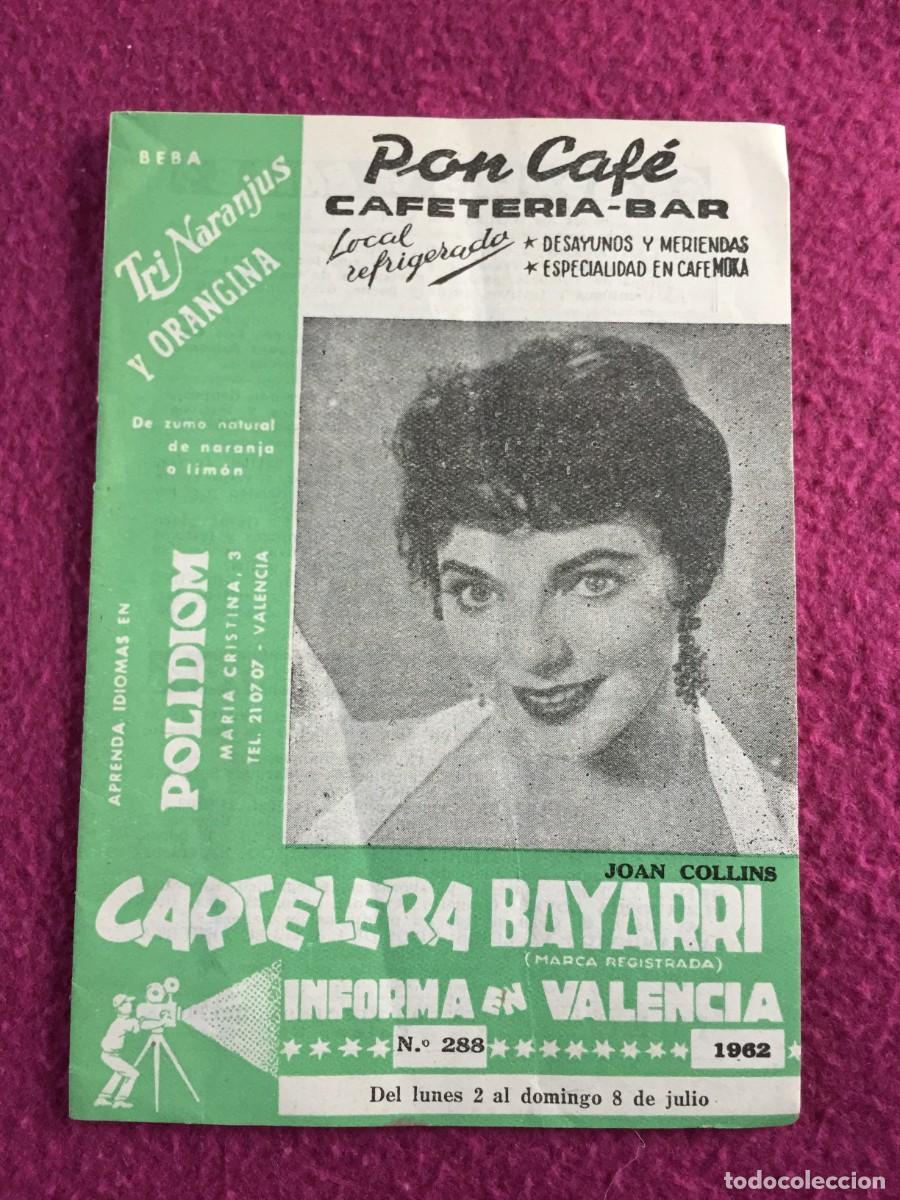 BEBA
Tri Naranjus
Y ORANGINA
De zumo natural
de naranja
o limón
APRENDA IDIOMAS EN
POLIDIOM
MARIA CRISTINA, 3
TEL. 21 07 07 - VALENCIA
Pon Café
CAFETERIA-BAR
Local
refrigerado
★ DESAYUNOS Y MERIENDAS
★ ESPECIALIDAD EN CAFE MOKA
JOAN COLLINS
CARTELERA BAYARRI
(MARCA REGISTRADA)
INFORMA EN VALENCIA
N.º 288
1962
Del lunes 2 al domingo 8 de julio
todocoleccion